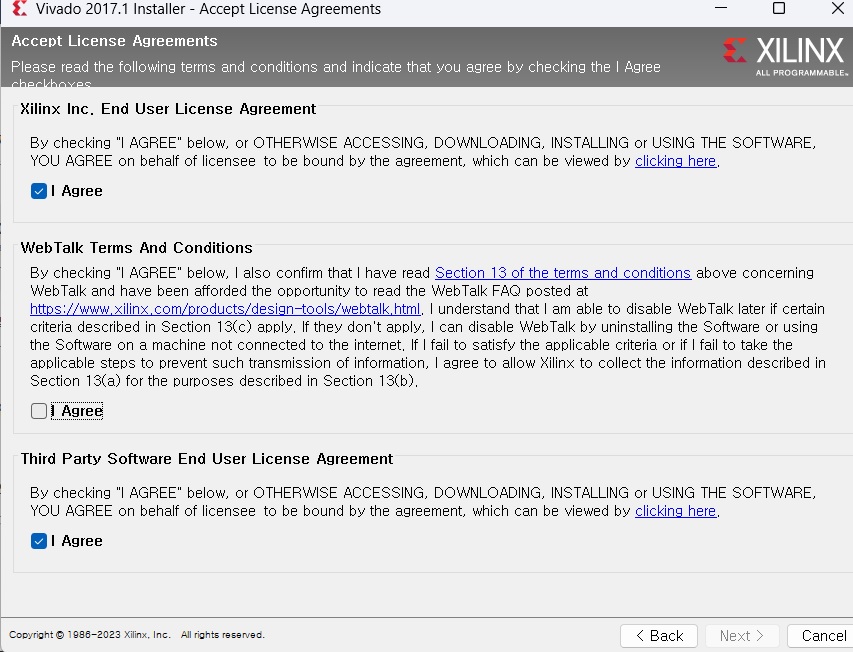 Vivado 2017.1 Installer - Accept License Agreements
Accept License Agreements
Please read the following terms and conditions and indicate that you agree by checking the I Agree
checkboxes
XILINX
ALL PROGRAMMABLE™
Xilinx Inc. End User License Agreement
By checking "I AGREE" below, or OTHERWISE ACCESSING, DOWNLOADING, INSTALLING or USING THE SOFTWARE,
YOU AGREE on behalf of licensee to be bound by the agreement, which can be viewed by clicking here.
I Agree
WebTalk Terms And Conditions
By checking "I AGREE" below, I also confirm that I have read Section 13 of the terms and conditions above concerning
WebTalk and have been afforded the opportunity to read the WebTalk FAQ posted at
https://www.xilinx.com/products/design-tools/webtalk.html. I understand that I am able to disable WebTalk later if certain
criteria described in Section 13(c) apply. If they don't apply, I can disable WebTalk by uninstalling the Software or using
the Software on a machine not connected to the internet. If I fail to satisfy the applicable criteria or if I fail to take the
applicable steps to prevent such transmission of information, I agree to allow Xilinx to collect the information described in
Section 13(a) for the purposes described in Section 13(b).
I Agree
Third Party Software End User License Agreement
By checking "I AGREE" below, or OTHERWISE ACCESSING, DOWNLOADING, INSTALLING or USING THE SOFTWARE,
YOU AGREE on behalf of licensee to be bound by the agreement, which can be viewed by clicking here.
I Agree
Copyright © 1986-2023 Xilinx, Inc. All rights reserved.
< Back Next > Cancel